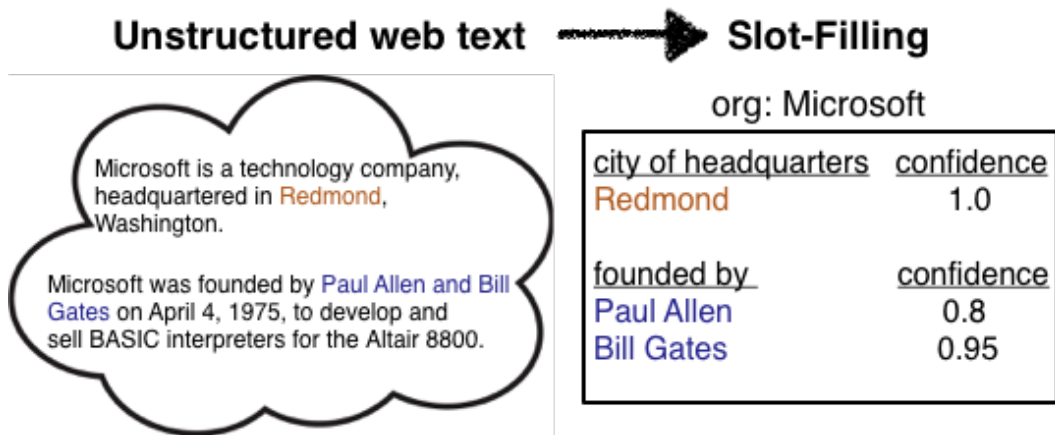 Unstructured web text Slot-Filling
Microsoft is a technology company,
headquartered in Redmond,
Washington.
Microsoft was founded by Paul Allen and Bill
Gates on April 4, 1975, to develop and
sell BASIC interpreters for the Altair 8800.
org: Microsoft
city of headquarters confidence
Redmond 1.0
founded by confidence
Paul Allen 0.8
Bill Gates 0.95